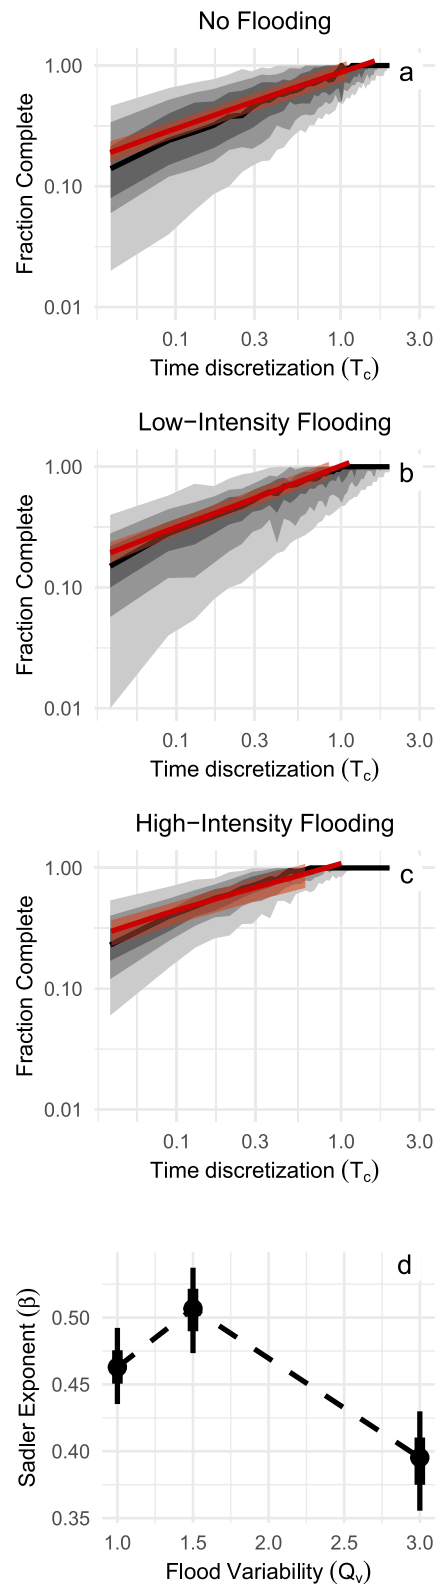 No Flooding
1.00
a
0.10
0.01
Fraction Complete
0.1 0.3 1.0 3.0
Time discretization (Tc)
Low−Intensity Flooding
1.00
b
0.10
0.01
Fraction Complete
0.1 0.3 1.0 3.0
Time discretization (Tc)
High−Intensity Flooding
1.00
c
0.10
0.01
Fraction Complete
0.1 0.3 1.0 3.0
Time discretization (Tc)
d
0.50
0.45
0.40
0.35
Sadler Exponent (β)
1.0 1.5 2.0 2.5 3.0
Flood Variability (Qv)